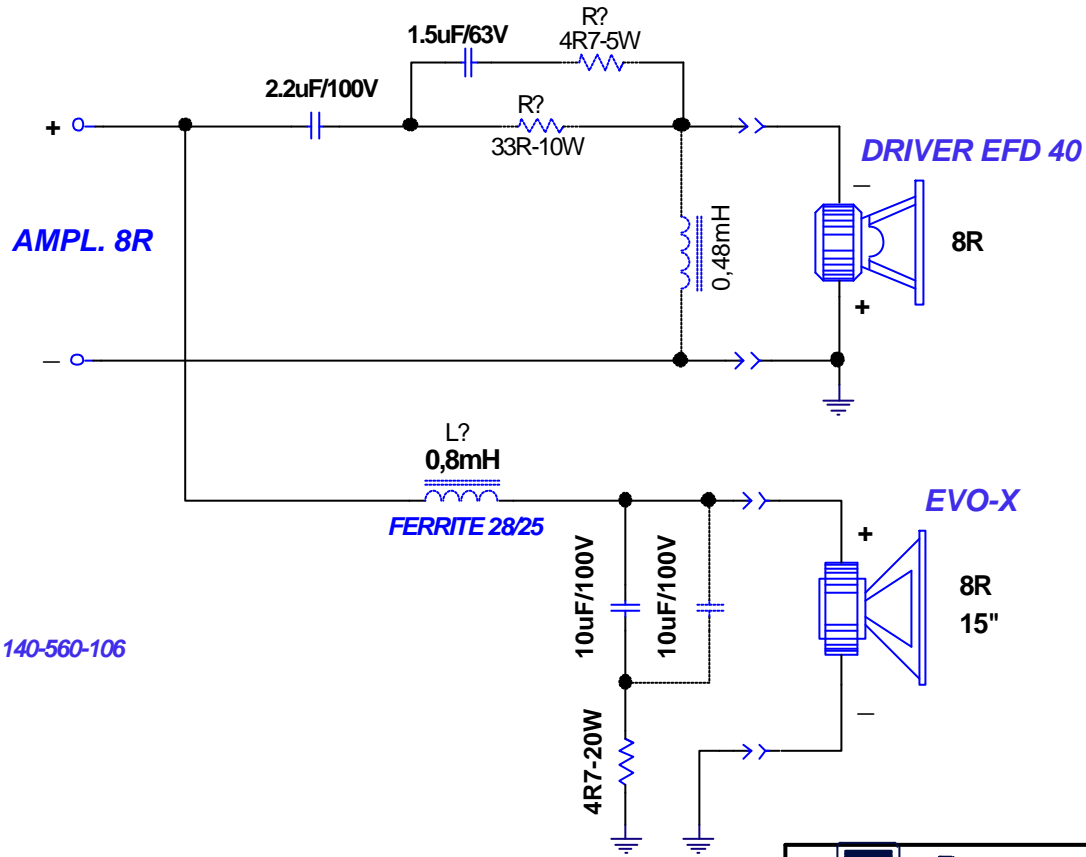 R?
1.5uF/63V
4R7-5W
2.2uF/100V
R?
33R-10W
+
DRIVER EFD 40
–
AMPL. 8R
0,48mH
8R
+
–
L?
0,8mH
FERRITE 28/25
EVO-X
+
10uF/100V
10uF/100V
8R
15"
140-560-106
–
4R7-20W